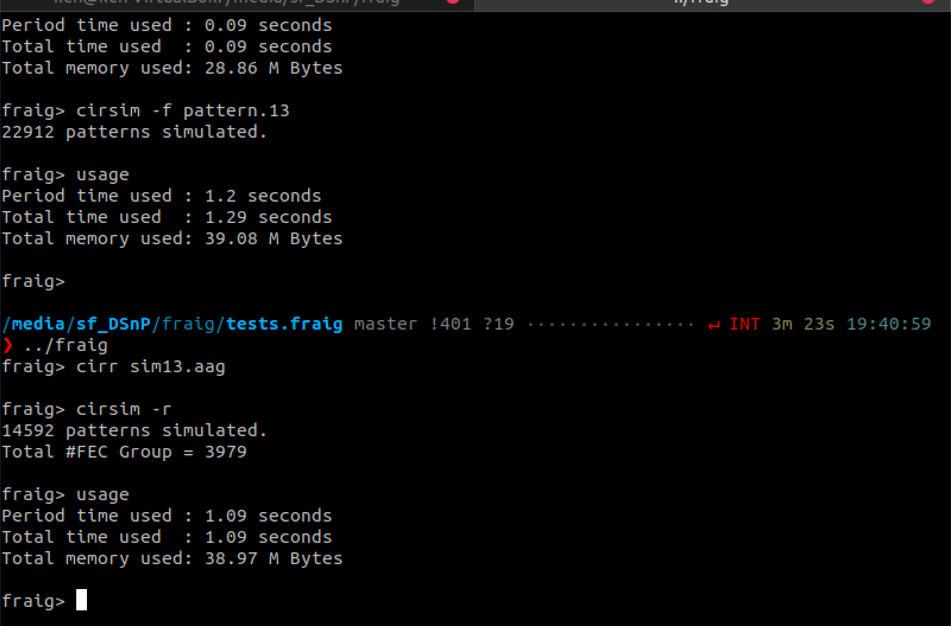 Period time used : 0.09 seconds
Total time used  : 0.09 seconds
Total memory used: 28.86 M Bytes
fraig> cirsim -f pattern.13
22912 patterns simulated.
fraig> usage
Period time used : 1.2 seconds
Total time used  : 1.29 seconds
Total memory used: 39.08 M Bytes
fraig>
/media/sf_DSnP/fraig/tests.fraig master !401 ?19 ················ ↵ INT 3m 23s 19:40:59
❯ ../fraig
fraig> cirr sim13.aag
fraig> cirsim -r
14592 patterns simulated.
Total #FEC Group = 3979
fraig> usage
Period time used : 1.09 seconds
Total time used  : 1.09 seconds
Total memory used: 38.97 M Bytes
fraig>